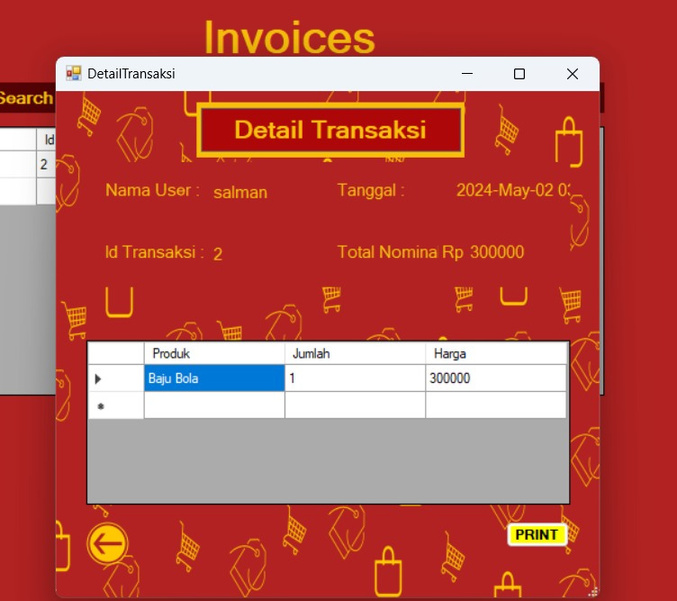 Invoices
DetailTransaksi
Search
Detail Transaksi
Id
2
Nama User : salman Tanggal : 2024-May-02
Id Transaksi : 2 Total Nomina Rp 300000
Produk Jumlah Harga
Baju Bola 1 300000
PRINT